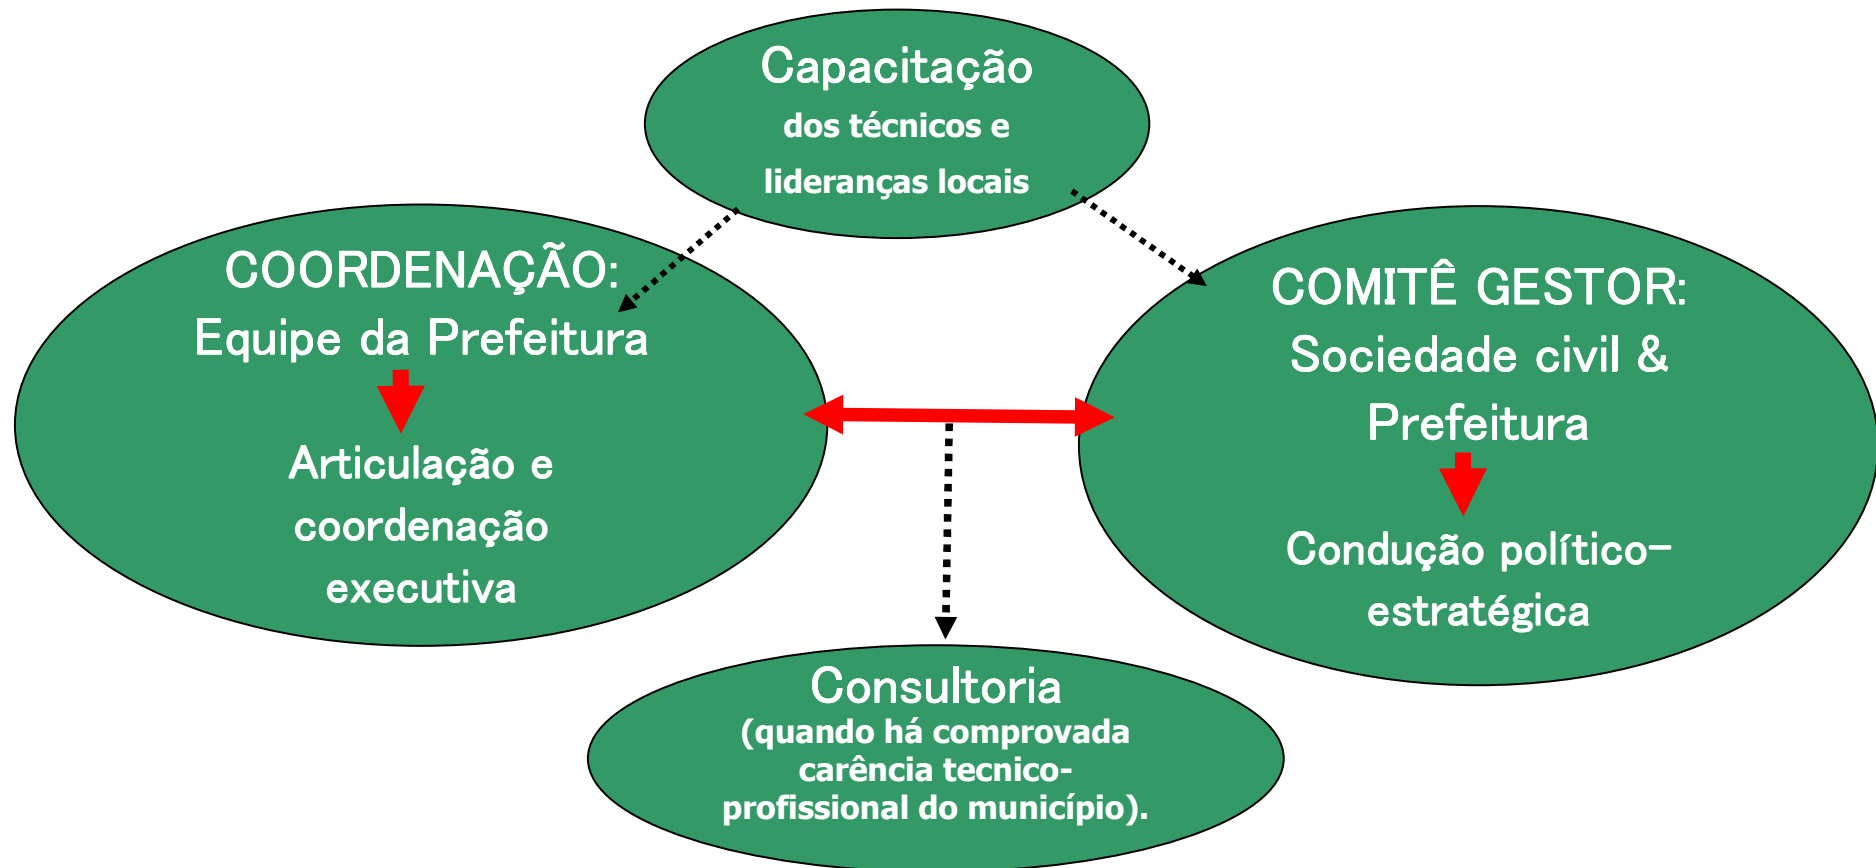 Capacitação
dos técnicos e
lideranças locais
COORDENAÇÃO:
Equipe da Prefeitura
Articulação e
coordenação
executiva
COMITÊ GESTOR:
Sociedade civil &
Prefeitura
Condução político-
estratégica
Consultoria
(quando há comprovada
carência tecnico-
profissional do município).